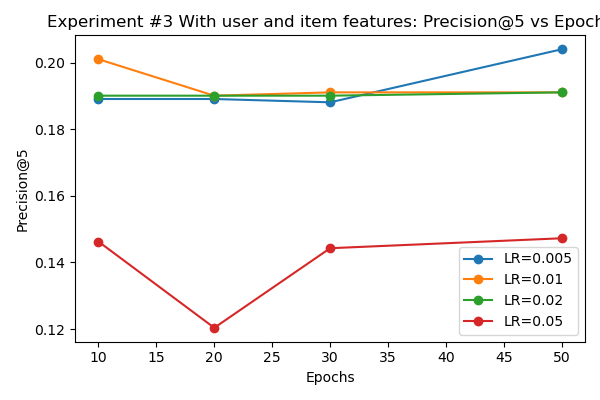 Experiment #3 With user and item features: Precision@5 vs Epoch
Precision@5
0.20
0.18
0.16
0.14
0.12
10 15 20 25 30 35 40 45 50
Epochs
LR=0.005
LR=0.01
LR=0.02
LR=0.05